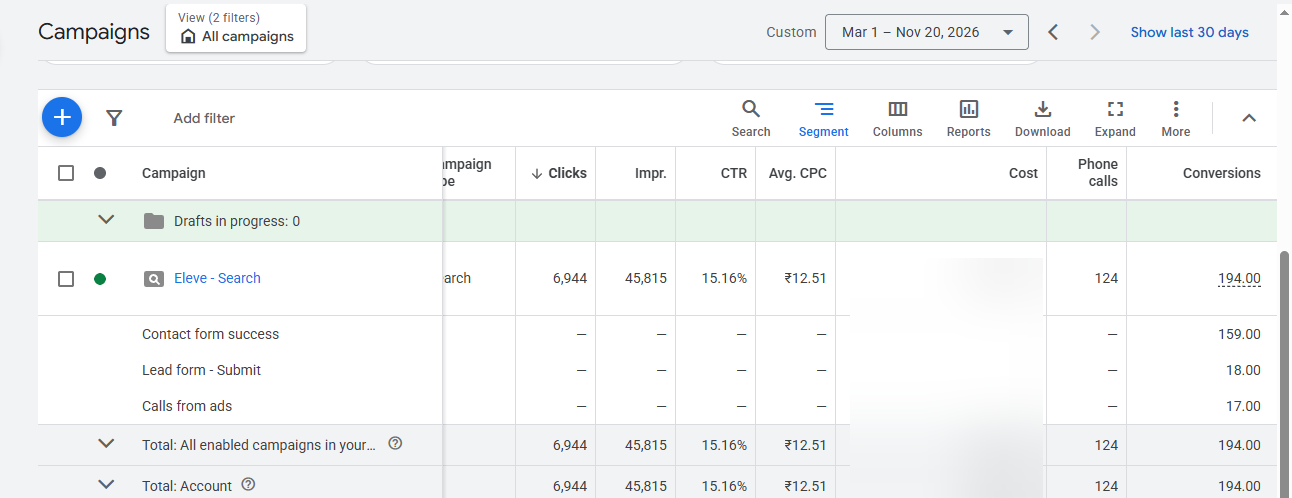 Campaigns
View (2 filters)
All campaigns
Custom
Mar 1 – Nov 20, 2026
Show last 30 days
Add filter
Search
Segment
Columns
Reports
Download
Expand
More
Campaign
mpaign
pe
Clicks
Impr.
CTR
Avg. CPC
Cost
Phone
calls
Conversions
Drafts in progress: 0
Eleve - Search arch 6,944 45,815 15.16% ₹12.51 124 194.00
Contact form success — — — — — 159.00
Lead form - Submit — — — — — 18.00
Calls from ads — — — — — 17.00
Total: All enabled campaigns in your... 6,944 45,815 15.16% ₹12.51 124 194.00
Total: Account 6,944 45,815 15.16% ₹12.51 124 194.00